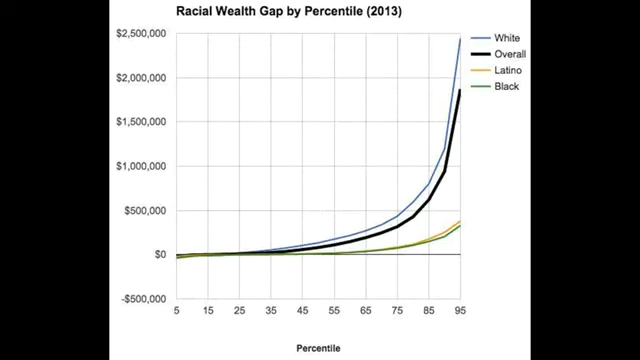 Racial Wealth Gap by Percentile (2013)
$2,500,000
$2,000,000
$1,500,000
$1,000,000
$500,000
$0
-$500,000
5 15 25 35 45 55 65 75 85 95
Percentile
White
Overall
Latino
Black